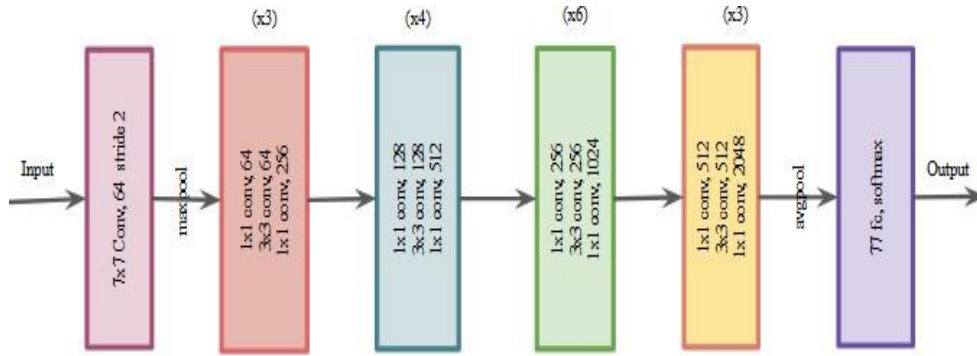 (x3)
(x4)
(x6)
(x3)
Input
7x7 Conv, 64 stride 2
maxpool
1x1 conv, 64
3x3 conv, 64
1x1 conv, 256
1x1 conv, 128
3x3 conv, 128
1x1 conv, 512
1x1 conv, 256
3x3 conv, 256
1x1 conv, 1024
1x1 conv, 512
3x3 conv, 512
1x1 conv, 2048
avgpool
77 fc, softmax
Output